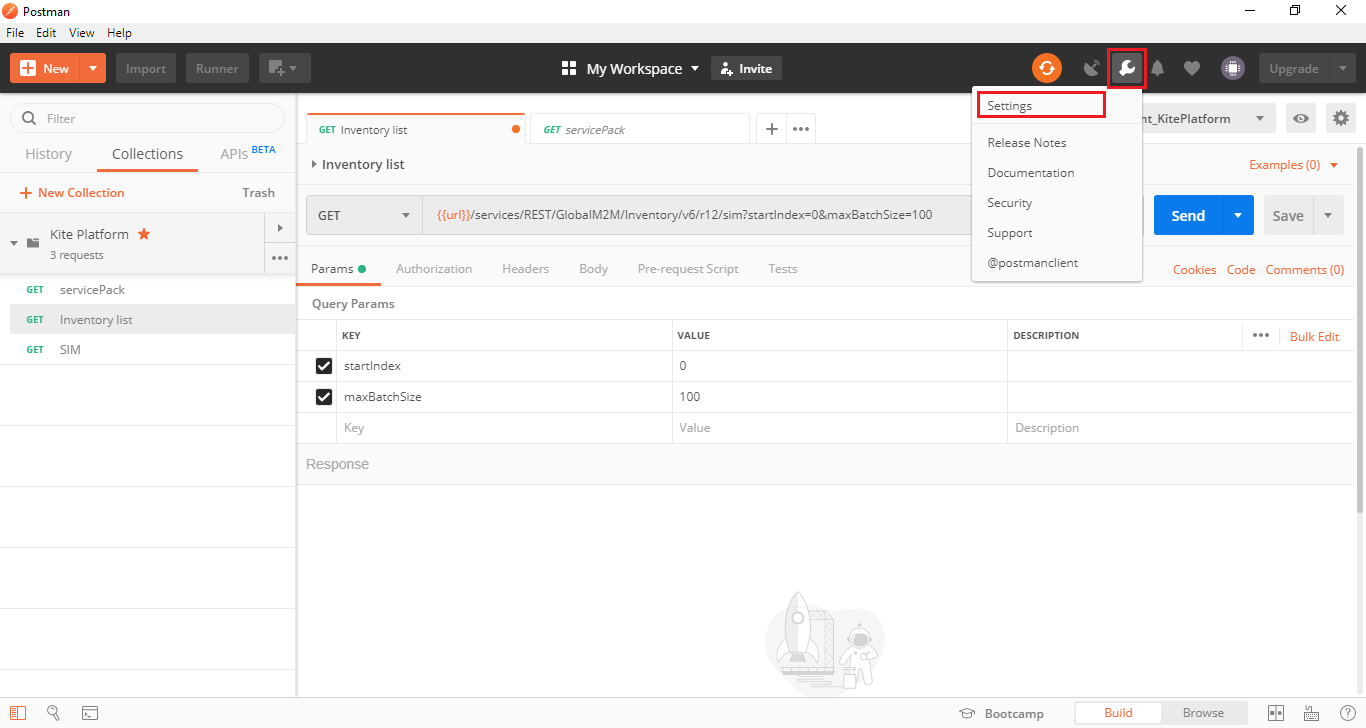 Postman
File Edit View Help
New Import Runner My Workspace Invite Upgrade
Filter
History Collections APIs BETA
New Collection Trash
Kite Platform
3 requests
GET servicePack
GET Inventory list
GET SIM
GET Inventory list GET servicePack
Settings
Release Notes
Documentation
Security
Support
@postmanclient
nt_KitePlatform
Inventory list Examples (0)
GET {{url}}/services/REST/GlobalM2M/Inventory/v6/r12/sim?startIndex=0&maxBatchSize=100 Send Save
Params Authorization Headers Body Pre-request Script Tests Cookies Code Comments (0)
Query Params
KEY VALUE DESCRIPTION Bulk Edit
startIndex 0
maxBatchSize 100
Key Value Description
Response
Bootcamp Build Browse